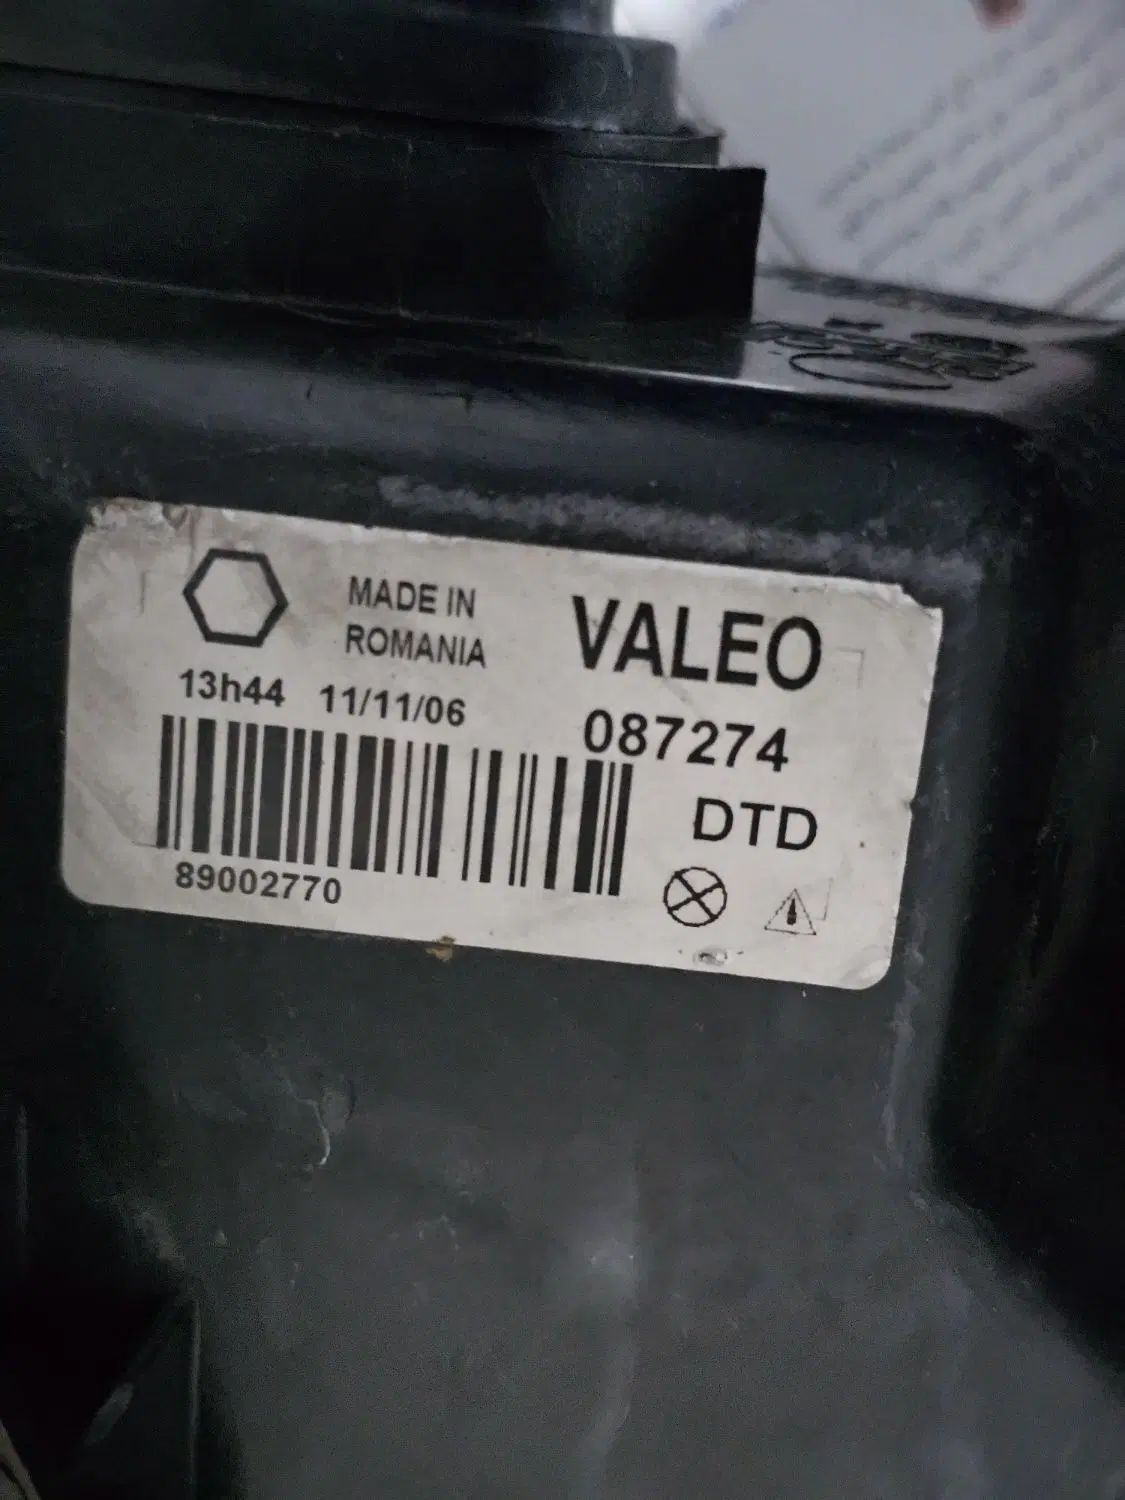 MADE IN
ROMANIA
VALEO
13h44 11/11/06
087274
DTD
89002770